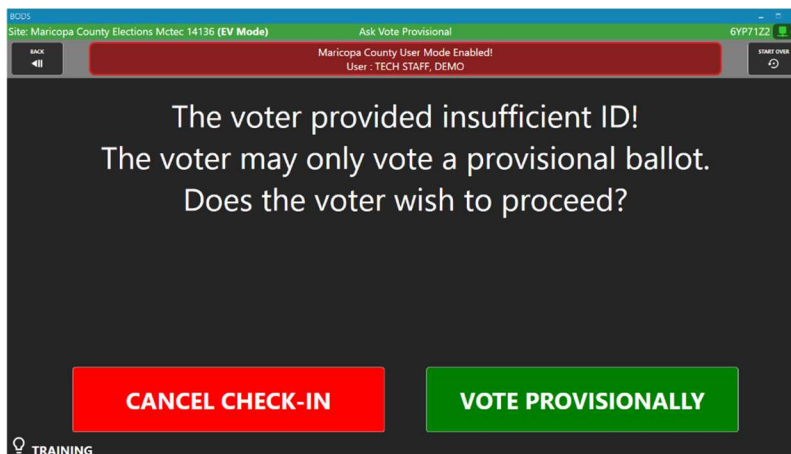 BODS
Site: Maricopa County Elections Mctec 14136 (EV Mode) Ask Vote Provisional 6YP71Z2
BACK
Maricopa County User Mode Enabled!
User : TECH STAFF, DEMO
START OVER
The voter provided insufficient ID!
The voter may only vote a provisional ballot.
Does the voter wish to proceed?
CANCEL CHECK-IN VOTE PROVISIONALLY
TRAINING